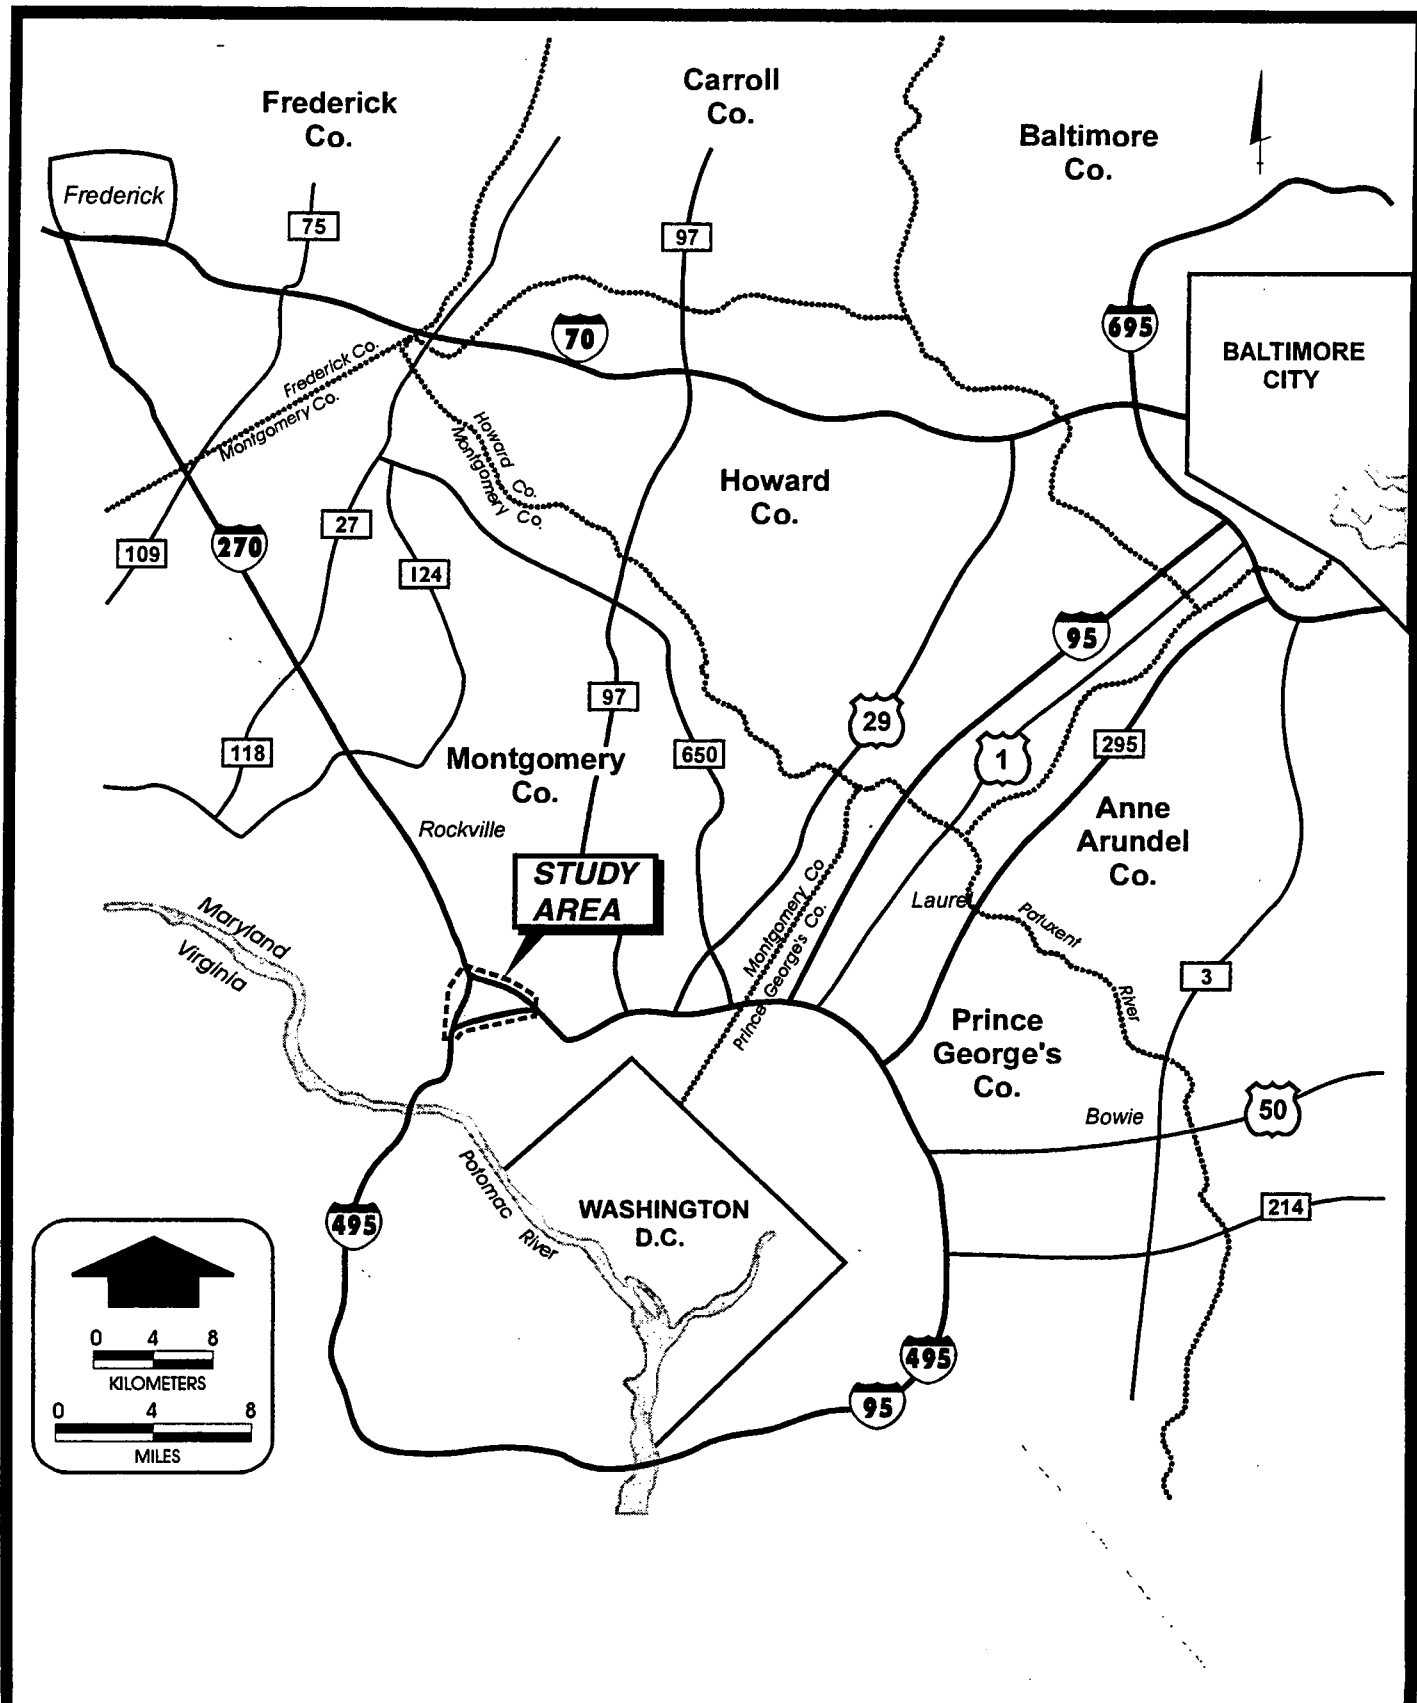 Frederick
Co.
Carroll
Co.
Baltimore
Co.
Frederick
75
97
70
695
BALTIMORE
CITY
Frederick Co.
Montgomery Co.
Howard Co.
Montgomery Co.
Howard
Co.
27
109
270
124
95
97
29
118
650
1
295
Montgomery
Co.
Rockville
Anne
Arundel
Co.
STUDY
AREA
Montgomery Co
Prince George's Co.
Laurel
Patuxent
River
Maryland
Virginia
3
Prince
George's
Co.
Bowie
50
Potomac
River
WASHINGTON
D.C.
495
214
495
95
0 4 8
KILOMETERS
0 4 8
MILES